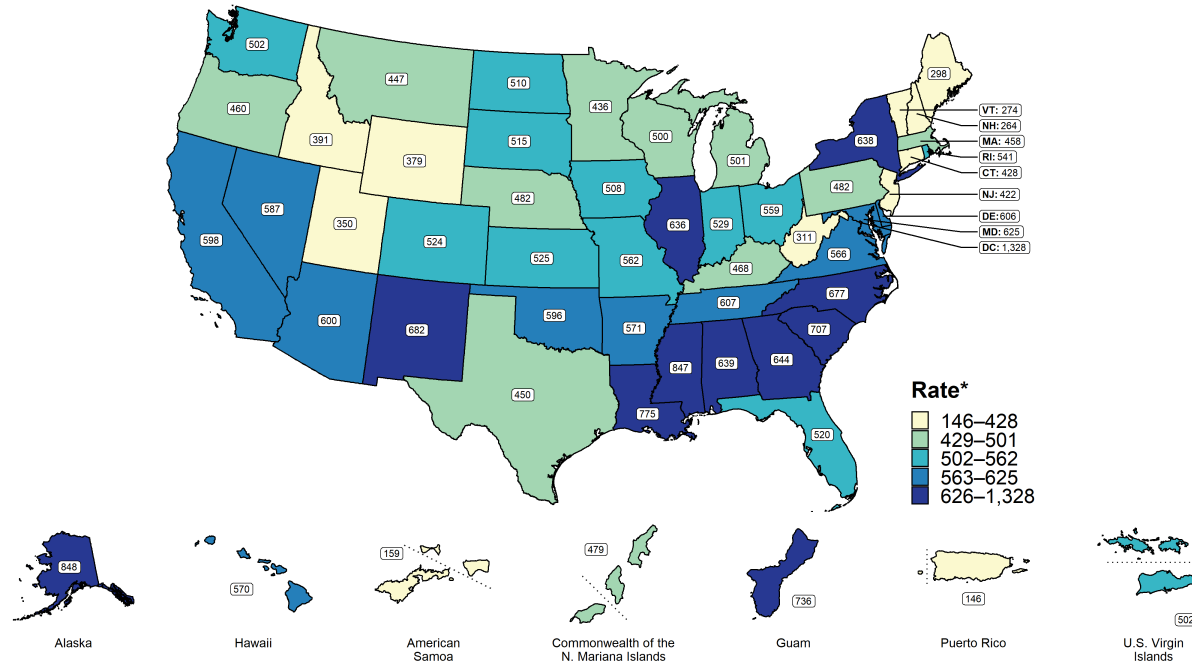 502
447
510
436
298
460
391
515
500
501
VT: 274
NH: 264
MA: 458
RI: 541
CT: 428
NJ: 422
DE: 606
MD: 625
DC: 1,328
638
379
508
482
482
587
350
524
636
529
559
311
598
525
562
468
566
600
682
596
571
607
677
707
847
639
644
450
775
520
Rate*
146–428
429–501
502–562
563–625
626–1,328
848
570
159
479
736
146
502
Alaska
Hawaii
American
Samoa
Commonwealth of the
N. Mariana Islands
Guam
Puerto Rico
U.S. Virgin
Islands